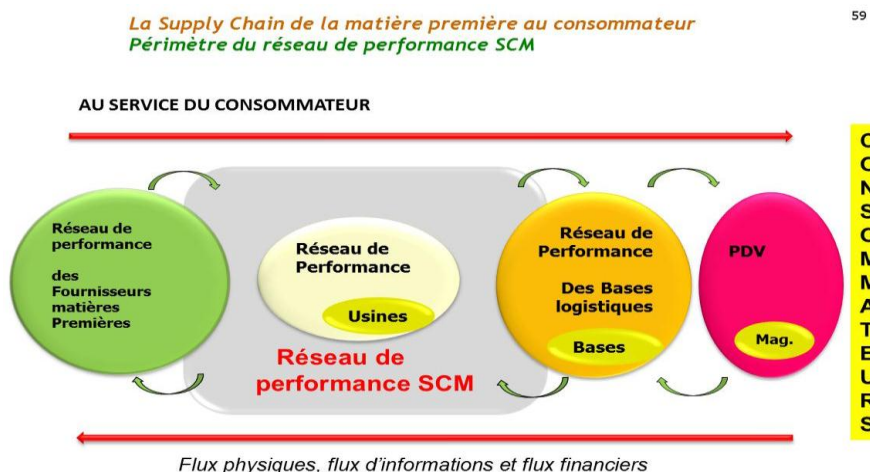 La Supply Chain de la matière première au consommateur
59
Périmètre du réseau de performance SCM
AU SERVICE DU CONSOMMATEUR
Réseau de
performance
des
Fournisseurs
matières
Premières
Réseau de
Performance
Usines
Réseau de
performance SCM
Réseau de
Performance
Des Bases
logistiques
Bases
PDV
Mag.
C
O
N
S
O
M
M
A
T
E
U
R
S
Flux physiques, flux d'informations et flux financiers